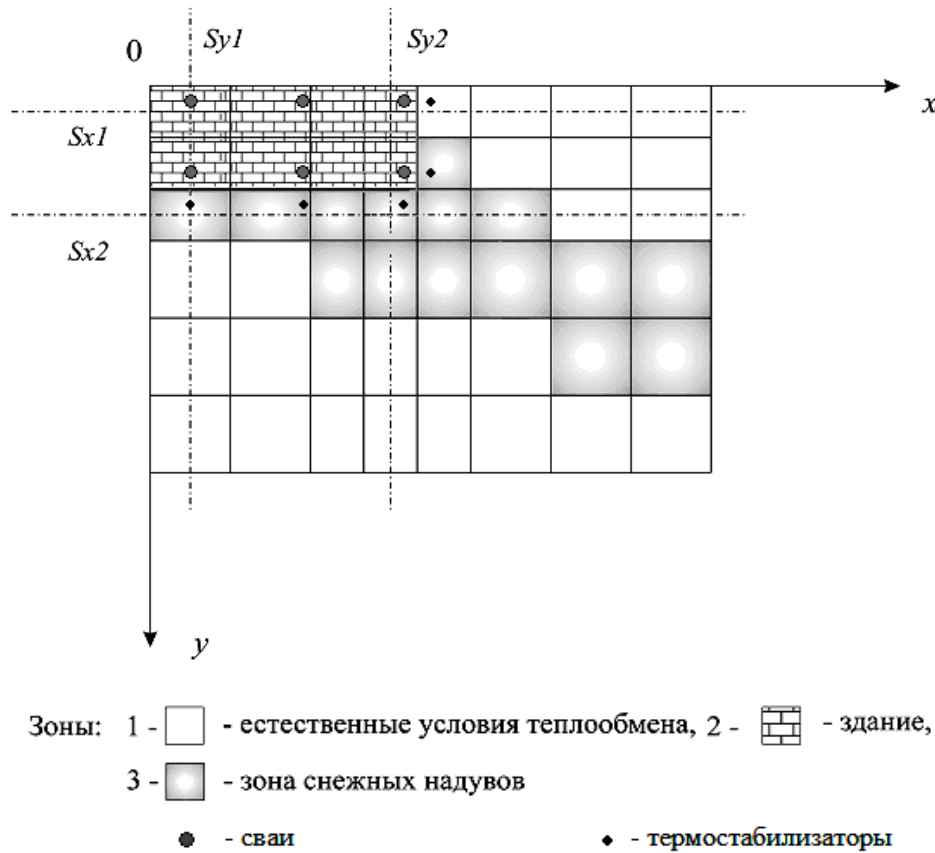 0
Sy1
Sy2
x
Sx1
Sx2
y
Зоны: 1 - - естественные условия теплообмена, 2 - - здание,
3 - - зона снежных надувов
- сваи
- термостабилизаторы